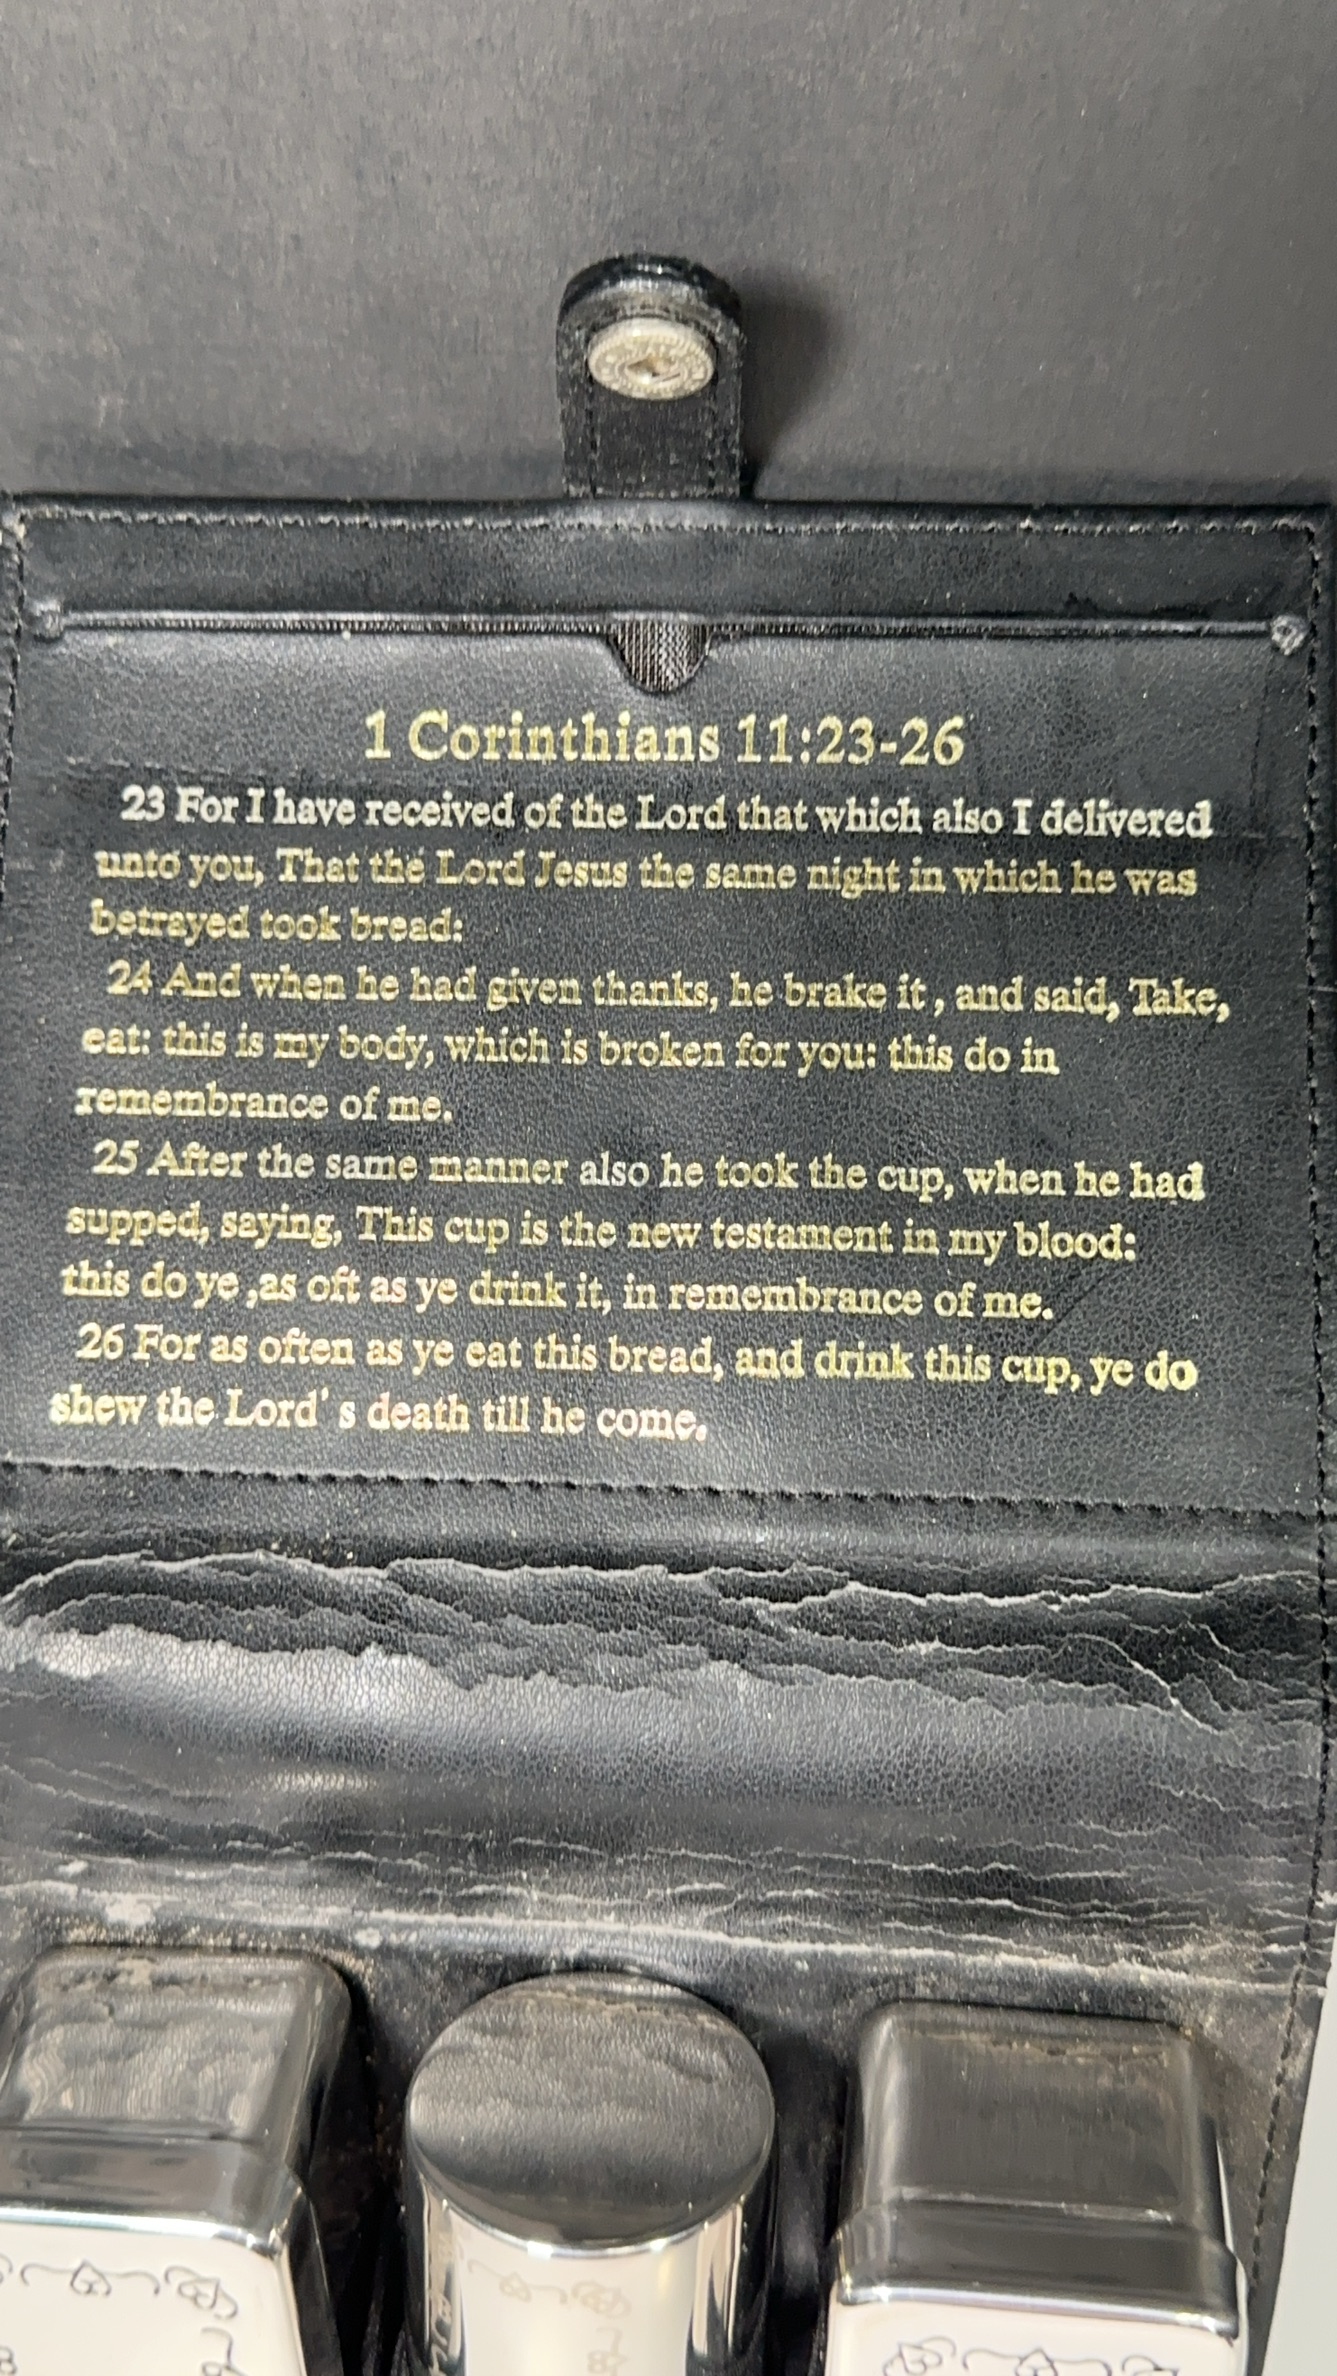 1 Corinthians 11:23-26
23 For I have received of the Lord that which also I delivered
unto you, That the Lord Jesus the same night in which he was
betrayed took bread:
24 And when he had given thanks, he brake it , and said, Take,
eat: this is my body, which is broken for you: this do in
remembrance of me.
25 After the same manner also he took the cup, when he had
supped, saying, This cup is the new testament in my blood:
this do ye ,as oft as ye drink it, in remembrance of me.
26 For as often as ye eat this bread, and drink this cup, ye do
shew the Lord' s death till he come.